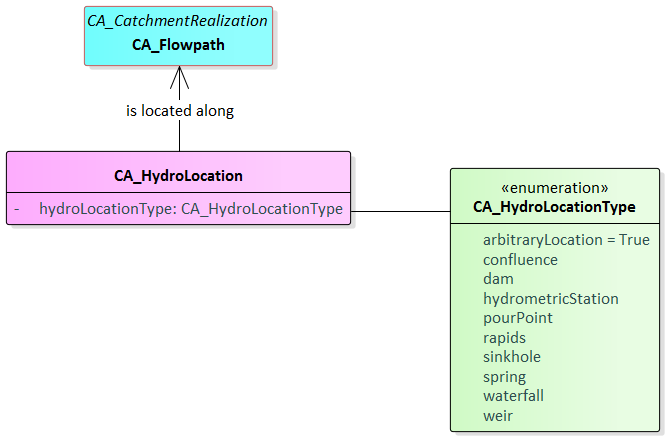 CA_CatchmentRealization
CA_Flowpath
is located along
CA_HydroLocation
- hydroLocationType: CA_HydroLocationType
«enumeration»
CA_HydroLocationType
arbitraryLocation = True
confluence
dam
hydrometricStation
pourPoint
rapids
sinkhole
spring
waterfall
weir